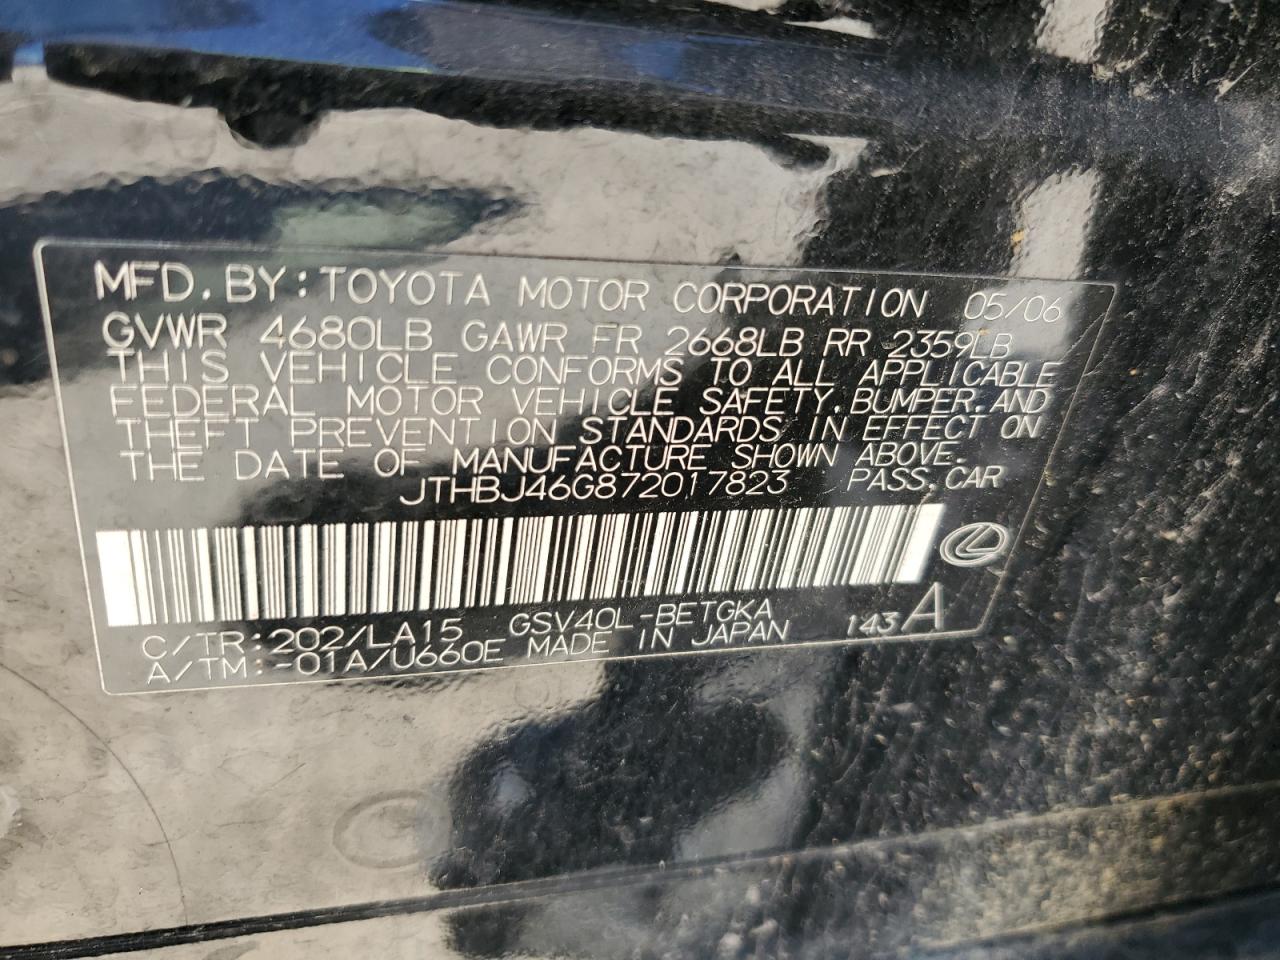 MFD. BY: TOYOTA MOTOR CORPORATION 05/06
GVWR 4680LB GAWR FR 2668LB RR 2359LB
THIS VEHICLE CONFORMS TO ALL APPLICABLE
FEDERAL MOTOR VEHICLE SAFETY, BUMPER, AND
THEFT PREVENTION STANDARDS IN EFFECT ON
THE DATE OF MANUFACTURE SHOWN ABOVE.
JTHBJ46G872017823 PASS. CAR
C/TR: 202/LA15 GSV40L-BETGKA 143 A
A/TM: -01A/U660E MADE IN JAPAN